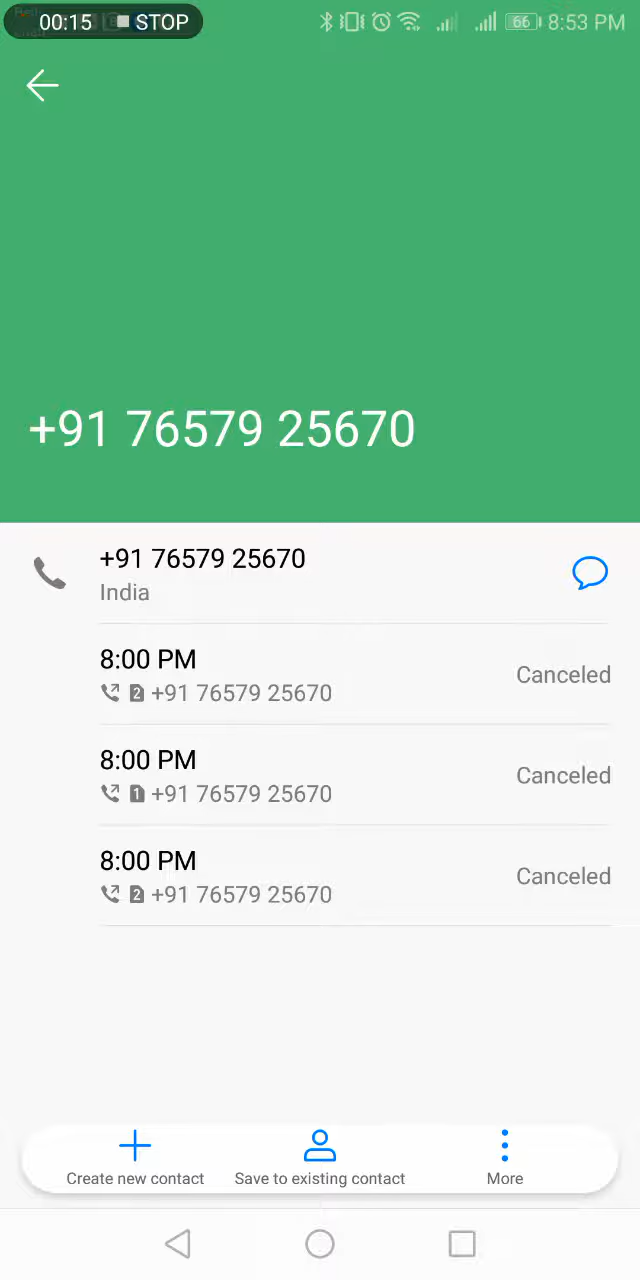 00:15 STOP 66 8:53 PM
+91 76579 25670
+91 76579 25670
India
8:00 PM
Canceled
2 +91 76579 25670
8:00 PM
Canceled
1 +91 76579 25670
8:00 PM
Canceled
2 +91 76579 25670
Create new contact Save to existing contact More